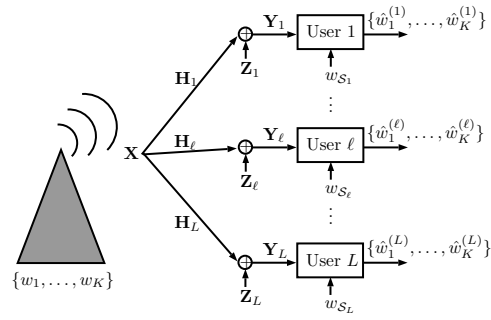 Y₁ User 1 {ŵ₁⁽¹⁾, . . . , ŵ_K⁽¹⁾}
H₁ Z₁ w_{𝒮₁}
⋮
X H_ℓ Y_ℓ User ℓ {ŵ₁⁽ℓ⁾, . . . , ŵ_K⁽ℓ⁾}
Z_ℓ w_{𝒮_ℓ}
⋮
H_L Y_L User L {ŵ₁⁽ᴸ⁾, . . . , ŵ_K⁽ᴸ⁾}
{w₁, . . . , w_K} Z_L w_{𝒮_L}